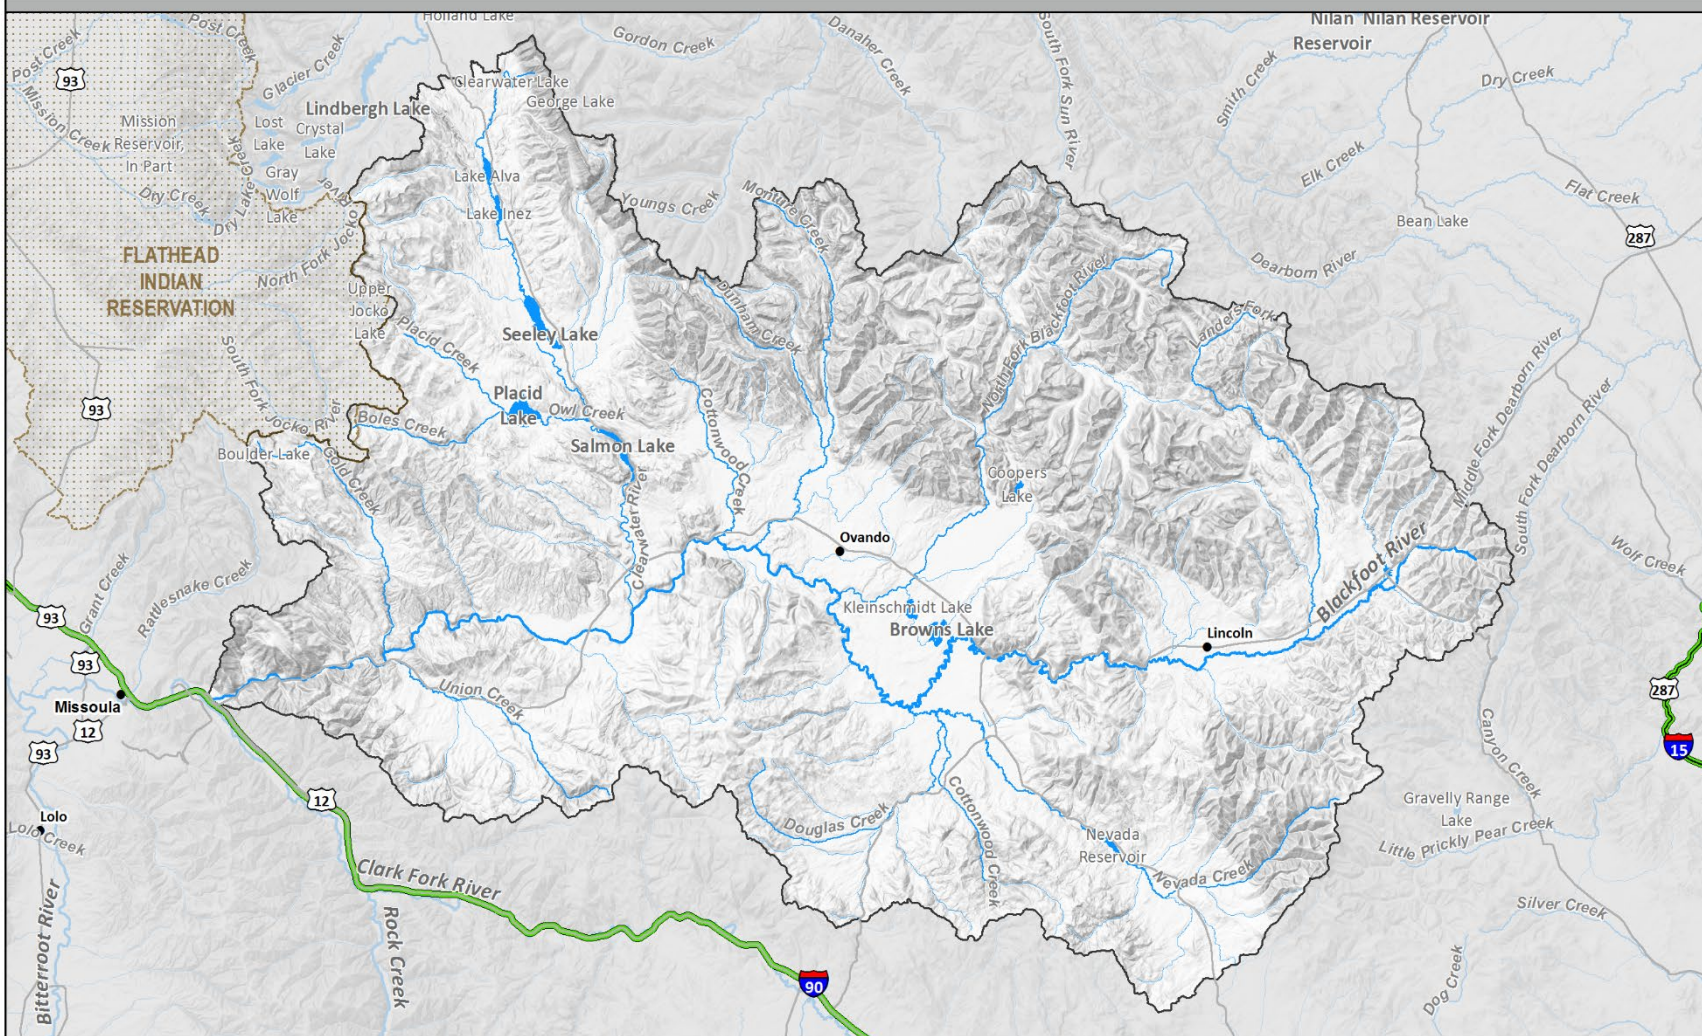 Holland Lake
Post Creek
Post Creek
Glacier Creek
Gordon Creek
Danaher Creek
South Fork Sun River
Nilan
Reservoir
Nilan Reservoir
Smith Creek
Dry Creek
93
Mission Creek
Mission
Reservoir,
In Part
Lost
Lake
Crystal
Lake
Lindbergh Lake
Clearwater Lake
George Lake
Gray
Wolf
Lake
Dry Creek
Dry Lake Creek
Lake Alva
Lake Inez
Youngs Creek
Monture Creek
Elk Creek
Flat Creek
Bean Lake
287
Dearborn River
FLATHEAD
INDIAN
RESERVATION
North Fork Jocko
River
Upper
Jocko
Lake
Placid Creek
Seeley Lake
Dunham Creek
North Fork Blackfoot River
Landers Fork
Middle Fork Dearborn River
South Fork Dearborn River
South Fork Jocko River
93
Placid
Lake
Owl Creek
Boles Creek
Salmon Lake
Cottonwood Creek
Boulder Lake
Gold Creek
Clearwater River
Coopers
Lake
Ovando
Blackfoot River
Wolf Creek
Grant Creek
Rattlesnake Creek
93
93
Kleinschmidt Lake
Browns Lake
Lincoln
Missoula
12
93
Union Creek
287
15
Canyon Creek
12
Lolo
Lolo Creek
Douglas Creek
Cottonwood Creek
Nevada
Reservoir
Nevada Creek
Gravelly Range
Lake
Little Prickly Pear Creek
Clark Fork River
Rock Creek
Bitterroot River
Silver Creek
Dog Creek
90